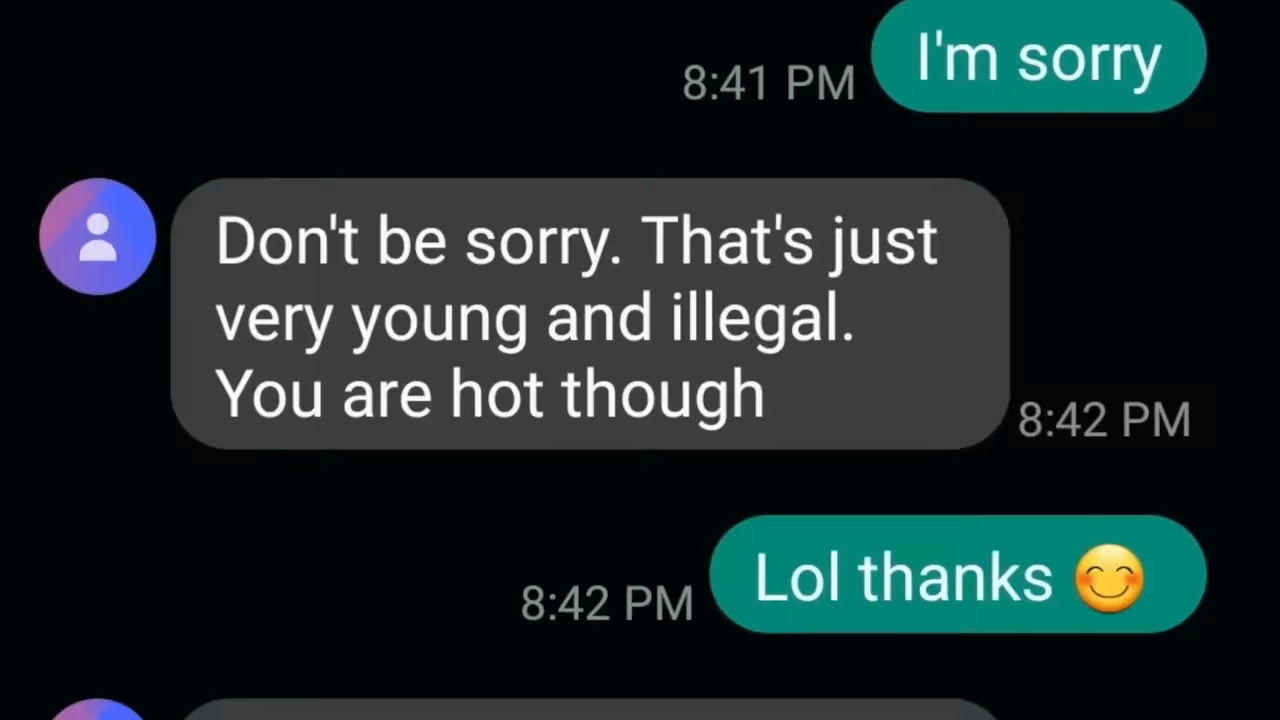 I'm sorry
8:41 PM
Don't be sorry. That's just
very young and illegal.
You are hot though
8:42 PM
Lol thanks 😊
8:42 PM